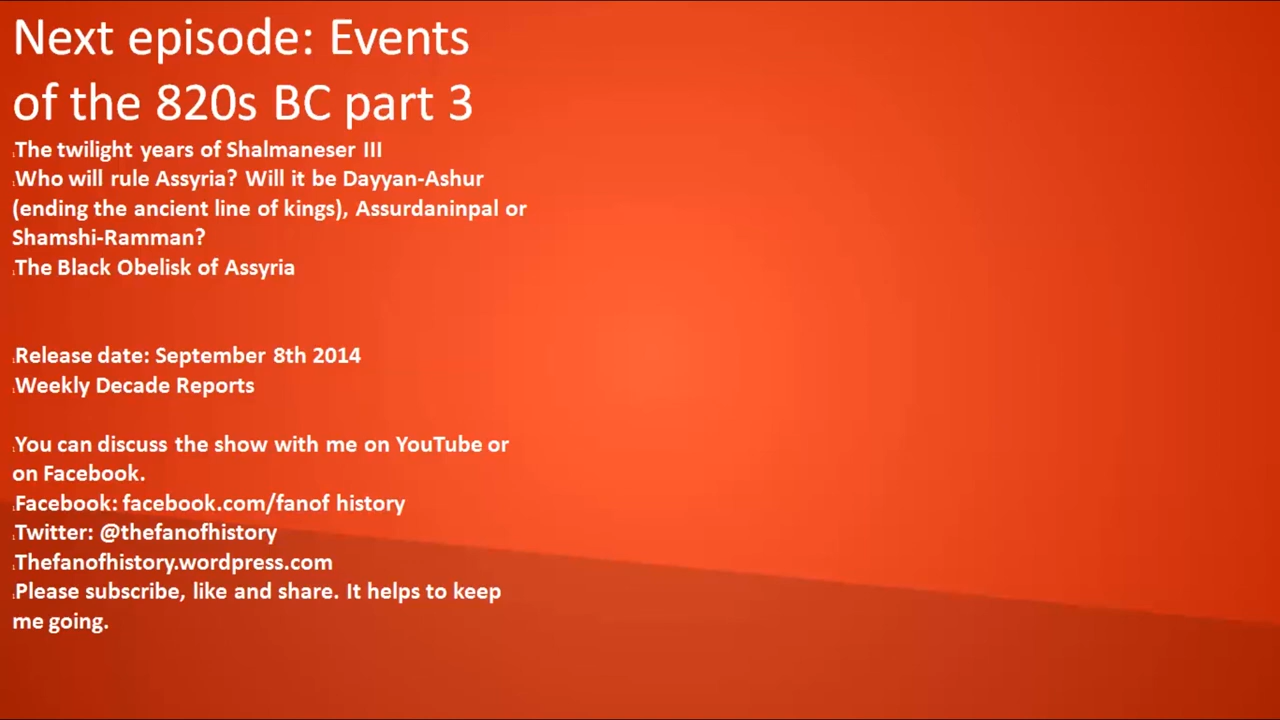 Next episode: Events
of the 820s BC part 3
The twilight years of Shalmaneser III
Who will rule Assyria? Will it be Dayyan-Ashur
(ending the ancient line of kings), Assurdaninpal or
Shamshi-Ramman?
The Black Obelisk of Assyria
Release date: September 8th 2014
Weekly Decade Reports
You can discuss the show with me on YouTube or
on Facebook.
Facebook: facebook.com/fanof history
Twitter: @thefanofhistory
Thefanofhistory.wordpress.com
Please subscribe, like and share. It helps to keep
me going.